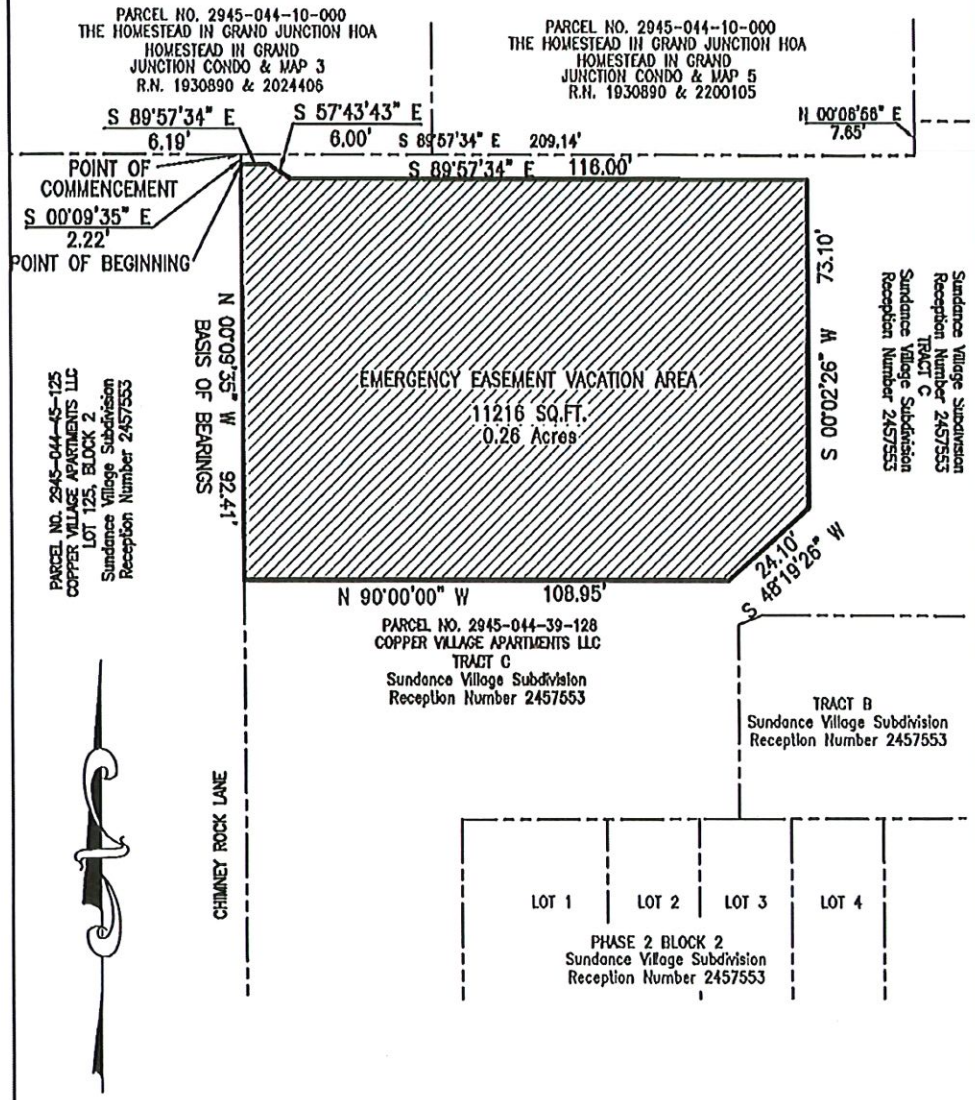 PARCEL NO. 2945-044-10-000
THE HOMESTEAD IN GRAND JUNCTION HOA
HOMESTEAD IN GRAND
JUNCTION CONDO & MAP 3
R.N. 1930890 & 2024406
PARCEL NO. 2945-044-10-000
THE HOMESTEAD IN GRAND JUNCTION HOA
HOMESTEAD IN GRAND
JUNCTION CONDO & MAP 5
R.N. 1930890 & 2200105
S 89°57'34" E
6.19'
S 57°43'43" E
6.00'
S 89°57'34" E 209.14'
N 00°06'56" E
7.65'
POINT OF
COMMENCEMENT
S 89°57'34" E 116.00'
S 00°09'35" E
2.22'
POINT OF BEGINNING
N 00°09'35" W 92.41'
BASIS OF BEARINGS
EMERGENCY EASEMENT VACATION AREA
11216 SQ.FT.
0.26 Acres
S 00°02'26" W 73.10'
Sundance Village Subdivision
Reception Number 2457553
TRACT C
Sundance Village Subdivision
Reception Number 2457553
PARCEL NO. 2945-044-45-125
COPPER VILLAGE APARTMENTS LLC
LOT 125, BLOCK 2
Sundance Village Subdivision
Reception Number 2457553
24.10'
S 48°19'26" W
N 90°00'00" W 108.95'
PARCEL NO. 2945-044-39-128
COPPER VILLAGE APARTMENTS LLC
TRACT C
Sundance Village Subdivision
Reception Number 2457553
TRACT B
Sundance Village Subdivision
Reception Number 2457553
CHIMNEY ROCK LANE
LOT 1
LOT 2
LOT 3
LOT 4
PHASE 2 BLOCK 2
Sundance Village Subdivision
Reception Number 2457553